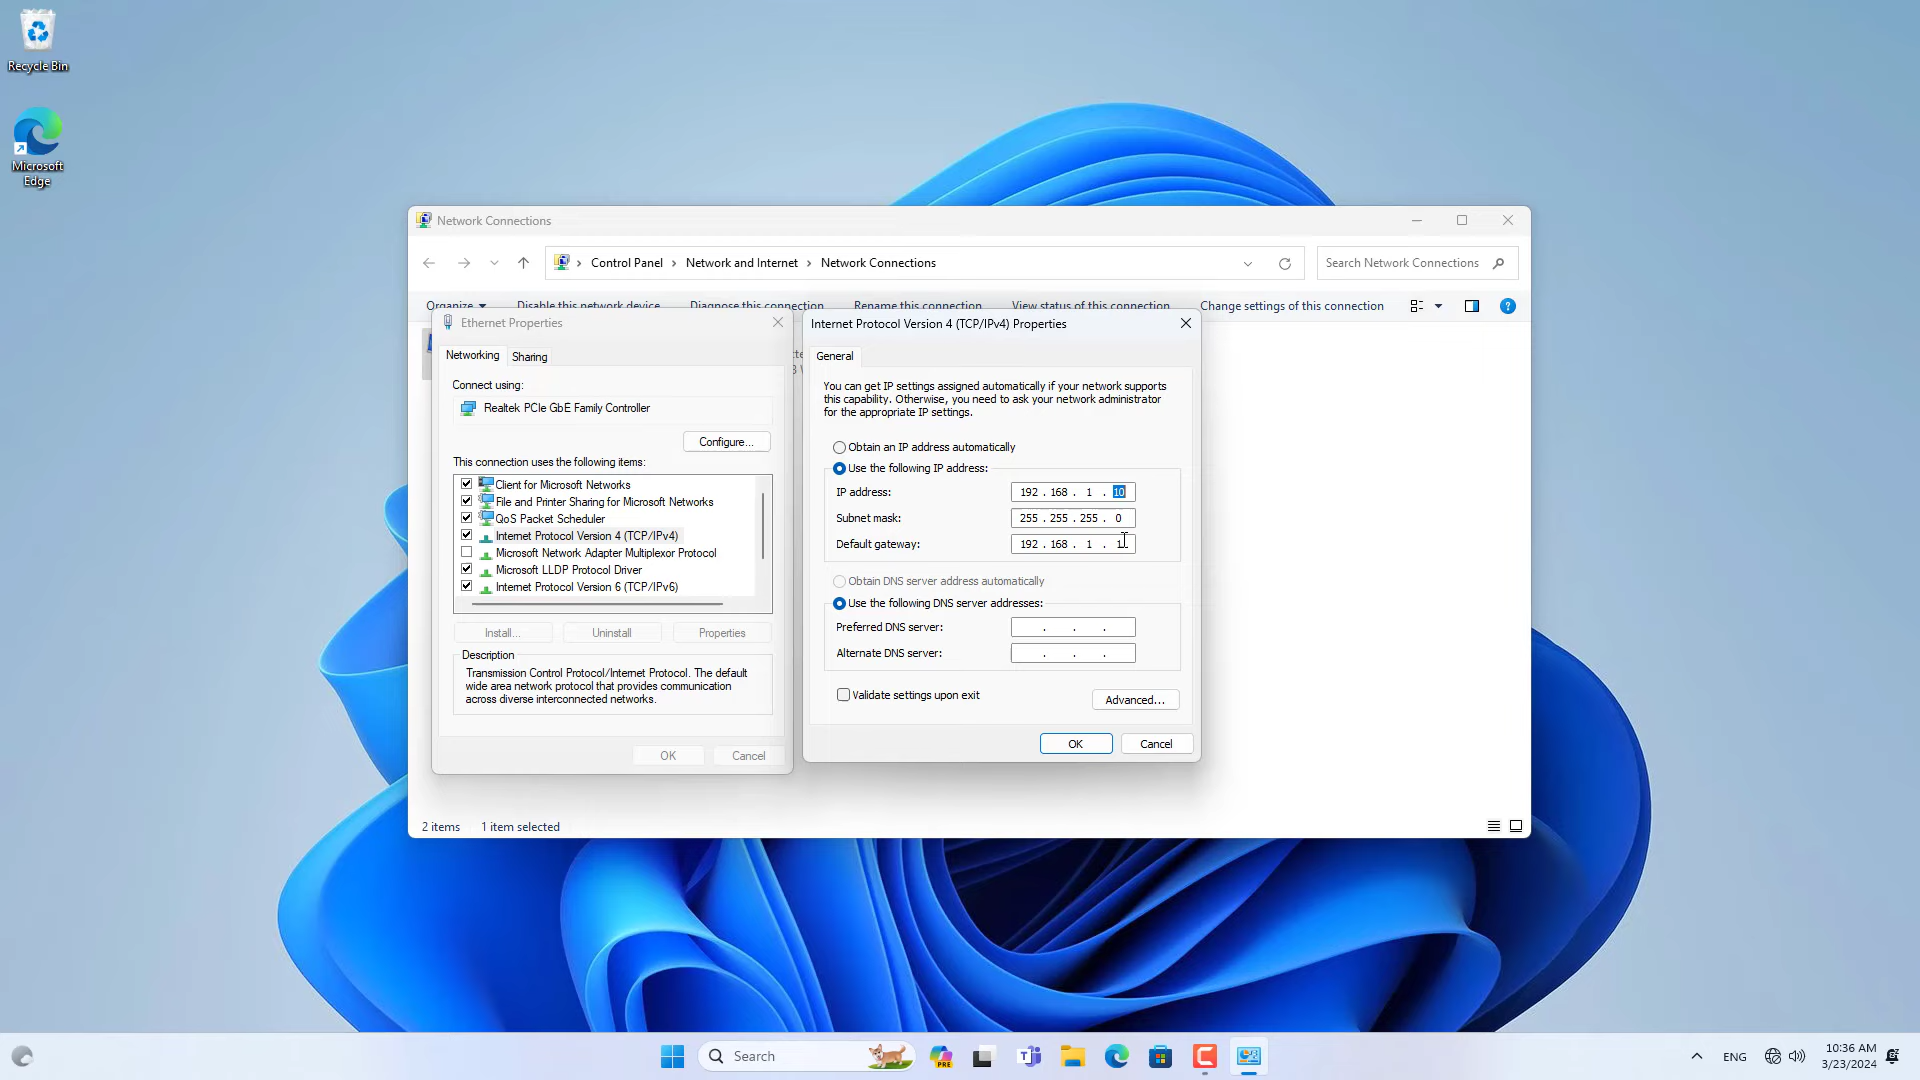 Recycle Bin
Microsoft
Edge
Network Connections
Control Panel
Network and Internet
Network Connections
Search Network Connections
Organize
Disable this network device
Diagnose this connection
Rename this connection
View status of this connection
Change settings of this connection
Ethernet Properties
Networking
Sharing
Connect using:
Realtek PCIe GbE Family Controller
Configure...
This connection uses the following items:
Client for Microsoft Networks
File and Printer Sharing for Microsoft Networks
QoS Packet Scheduler
Internet Protocol Version 4 (TCP/IPv4)
Microsoft Network Adapter Multiplexor Protocol
Microsoft LLDP Protocol Driver
Internet Protocol Version 6 (TCP/IPv6)
Install...
Uninstall
Properties
Description
Transmission Control Protocol/Internet Protocol. The default
wide area network protocol that provides communication
across diverse interconnected networks.
OK
Cancel
Internet Protocol Version 4 (TCP/IPv4) Properties
General
You can get IP settings assigned automatically if your network supports
this capability. Otherwise, you need to ask your network administrator
for the appropriate IP settings.
Obtain an IP address automatically
Use the following IP address:
IP address:
192 . 168 . 1 . 10
Subnet mask:
255 . 255 . 255 . 0
Default gateway:
192 . 168 . 1 . 1
Obtain DNS server address automatically
Use the following DNS server addresses:
Preferred DNS server:
. . .
Alternate DNS server:
. . .
Validate settings upon exit
Advanced...
OK
Cancel
2 items
1 item selected
Search
PRE
ENG
10:36 AM
3/23/2024